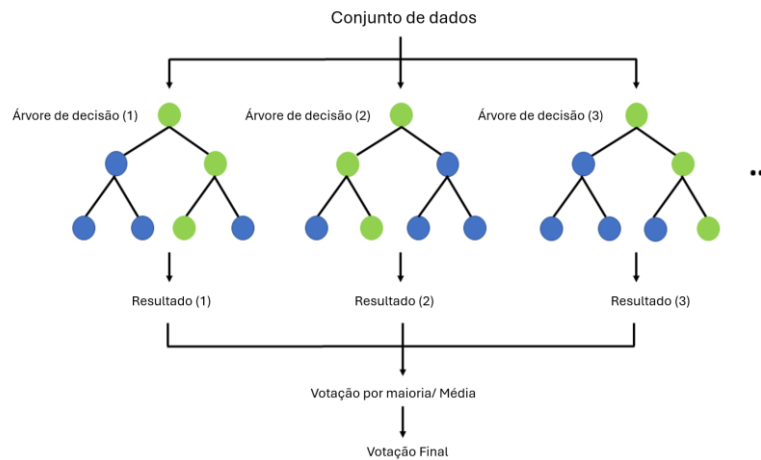 Conjunto de dados
Árvore de decisão (1)
Árvore de decisão (2)
Árvore de decisão (3)
..
Resultado (1)
Resultado (2)
Resultado (3)
Votação por maioria/ Média
Votação Final